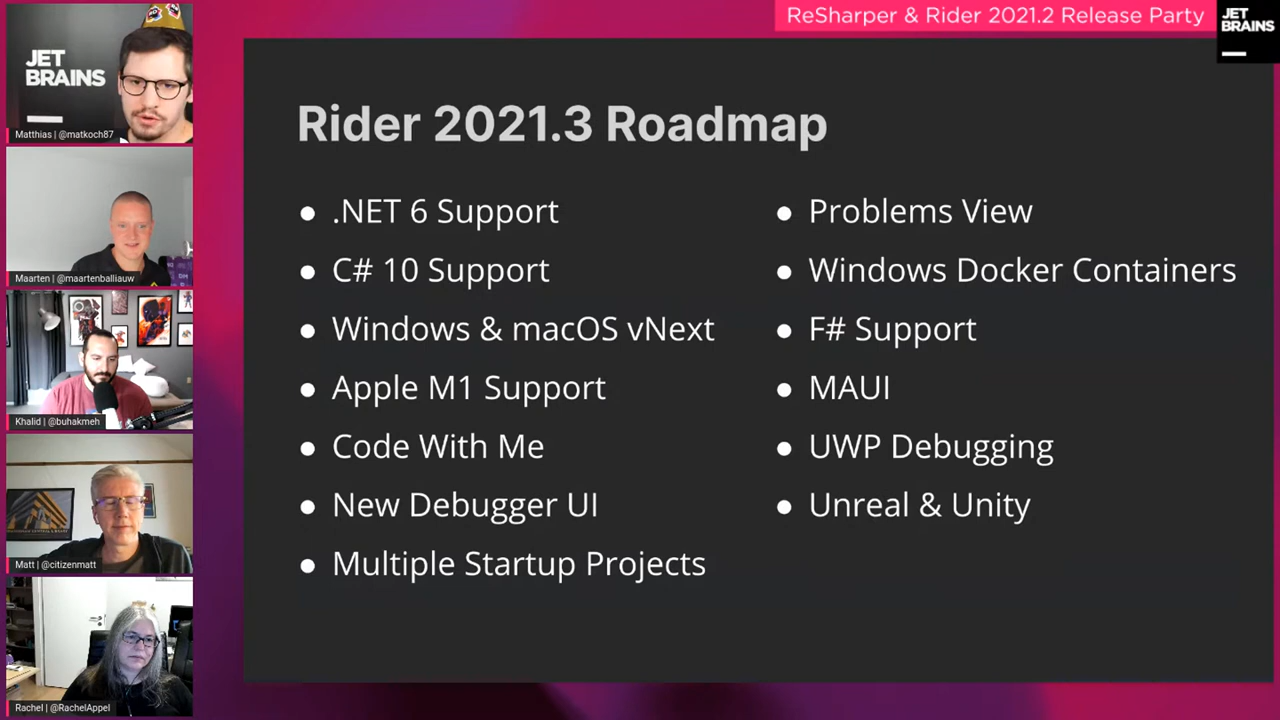 ReSharper & Rider 2021.2 Release Party
JET
BRAINS
JET
BRAINS
Matthias | @matkoch87
Maarten | @maartenballiauw
Khalid | @buhakmeh
Matt | @citizenmatt
Rachel | @RachelAppel
Rider 2021.3 Roadmap
● .NET 6 Support
● C# 10 Support
● Windows & macOS vNext
● Apple M1 Support
● Code With Me
● New Debugger UI
● Multiple Startup Projects
● Problems View
● Windows Docker Containers
● F# Support
● MAUI
● UWP Debugging
● Unreal & Unity